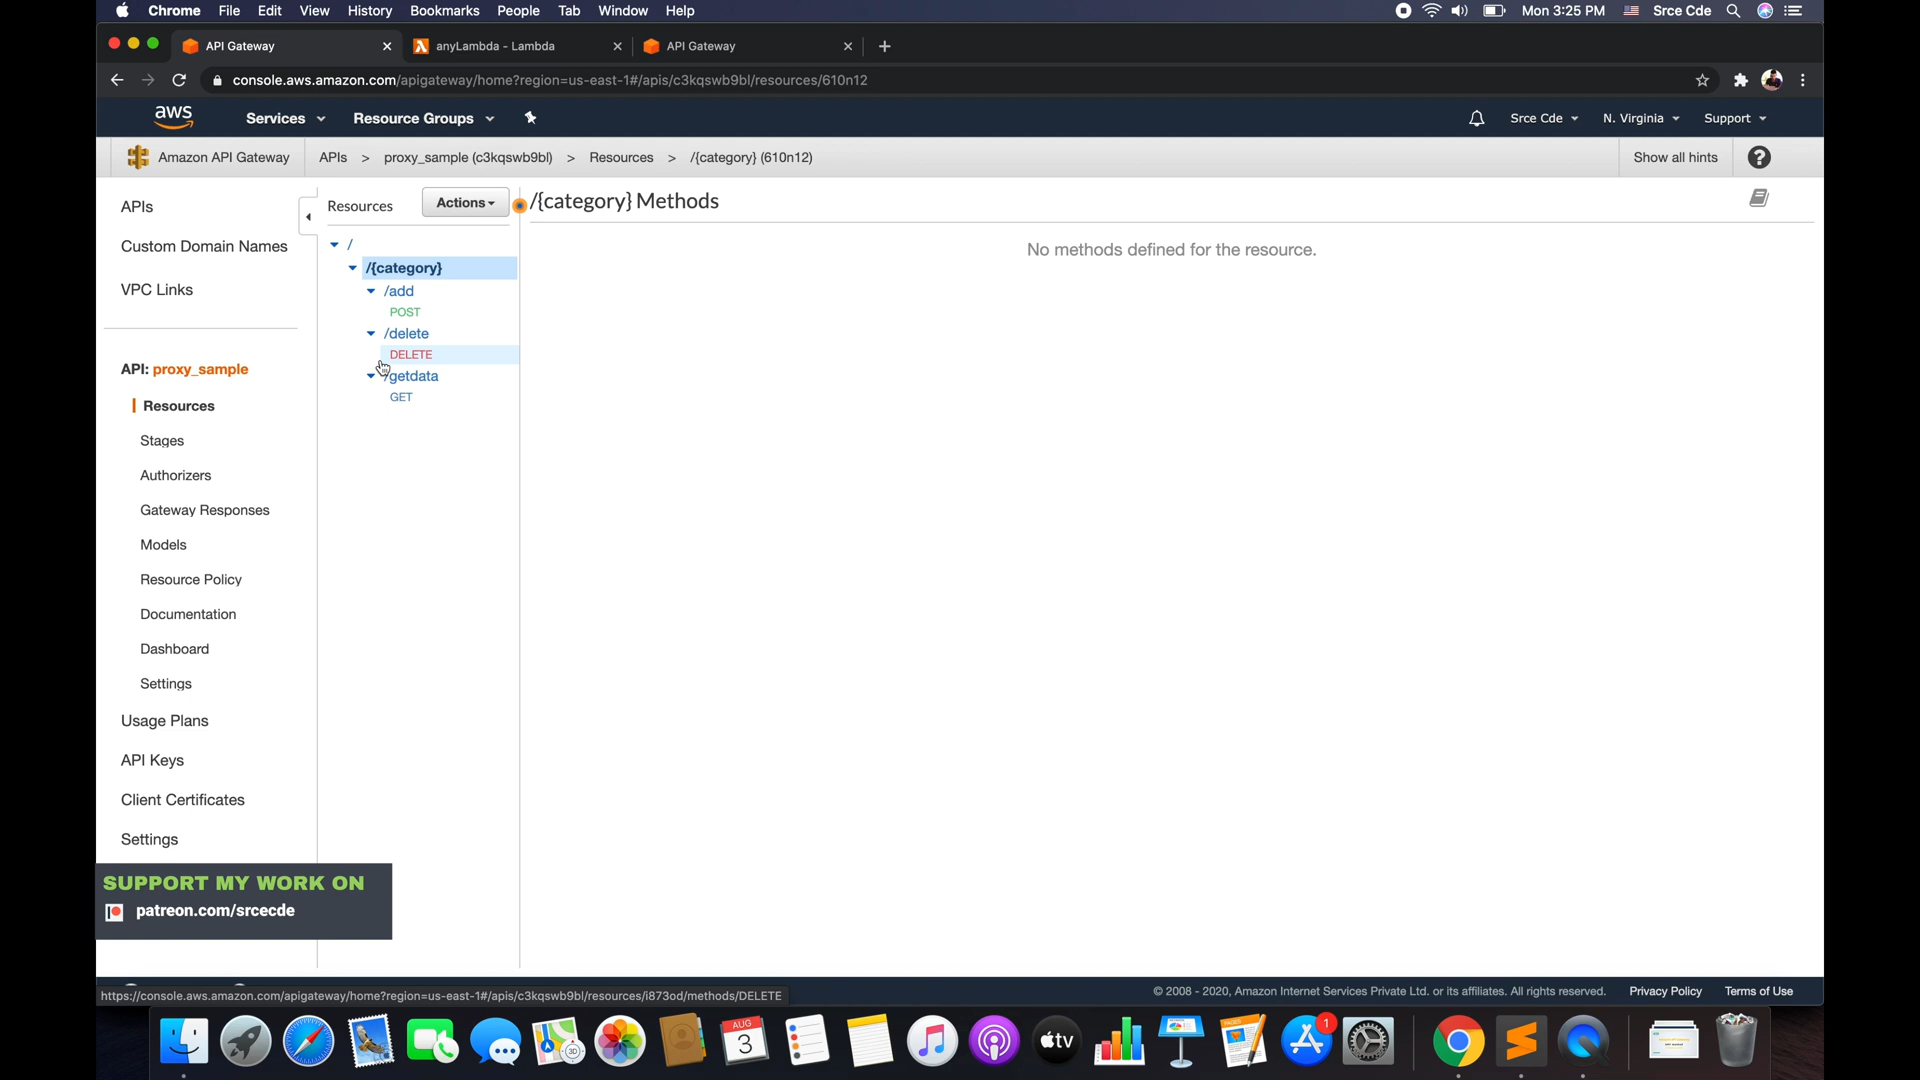 Chrome File Edit View History Bookmarks People Tab Window Help Mon 3:25 PM Srce Cde
API Gateway anyLambda - Lambda API Gateway
console.aws.amazon.com/apigateway/home?region=us-east-1#/apis/c3kqswb9bl/resources/610n12
aws Services Resource Groups Srce Cde N. Virginia Support
Amazon API Gateway APIs > proxy_sample (c3kqswb9bl) > Resources > /{category} (610n12) Show all hints ?
APIs
Custom Domain Names
VPC Links
API: proxy_sample
Resources
Stages
Authorizers
Gateway Responses
Models
Resource Policy
Documentation
Dashboard
Settings
Usage Plans
API Keys
Client Certificates
Settings
Resources Actions
/
/{category}
/add
POST
/delete
DELETE
/getdata
GET
/{category} Methods
No methods defined for the resource.
SUPPORT MY WORK ON
patreon.com/srcecde
https://console.aws.amazon.com/apigateway/home?region=us-east-1#/apis/c3kqswb9bl/resources/i873od/methods/DELETE
© 2008 - 2020, Amazon Internet Services Private Ltd. or its affiliates. All rights reserved. Privacy Policy Terms of Use
AUG
3
3D
tv
PAGES
1